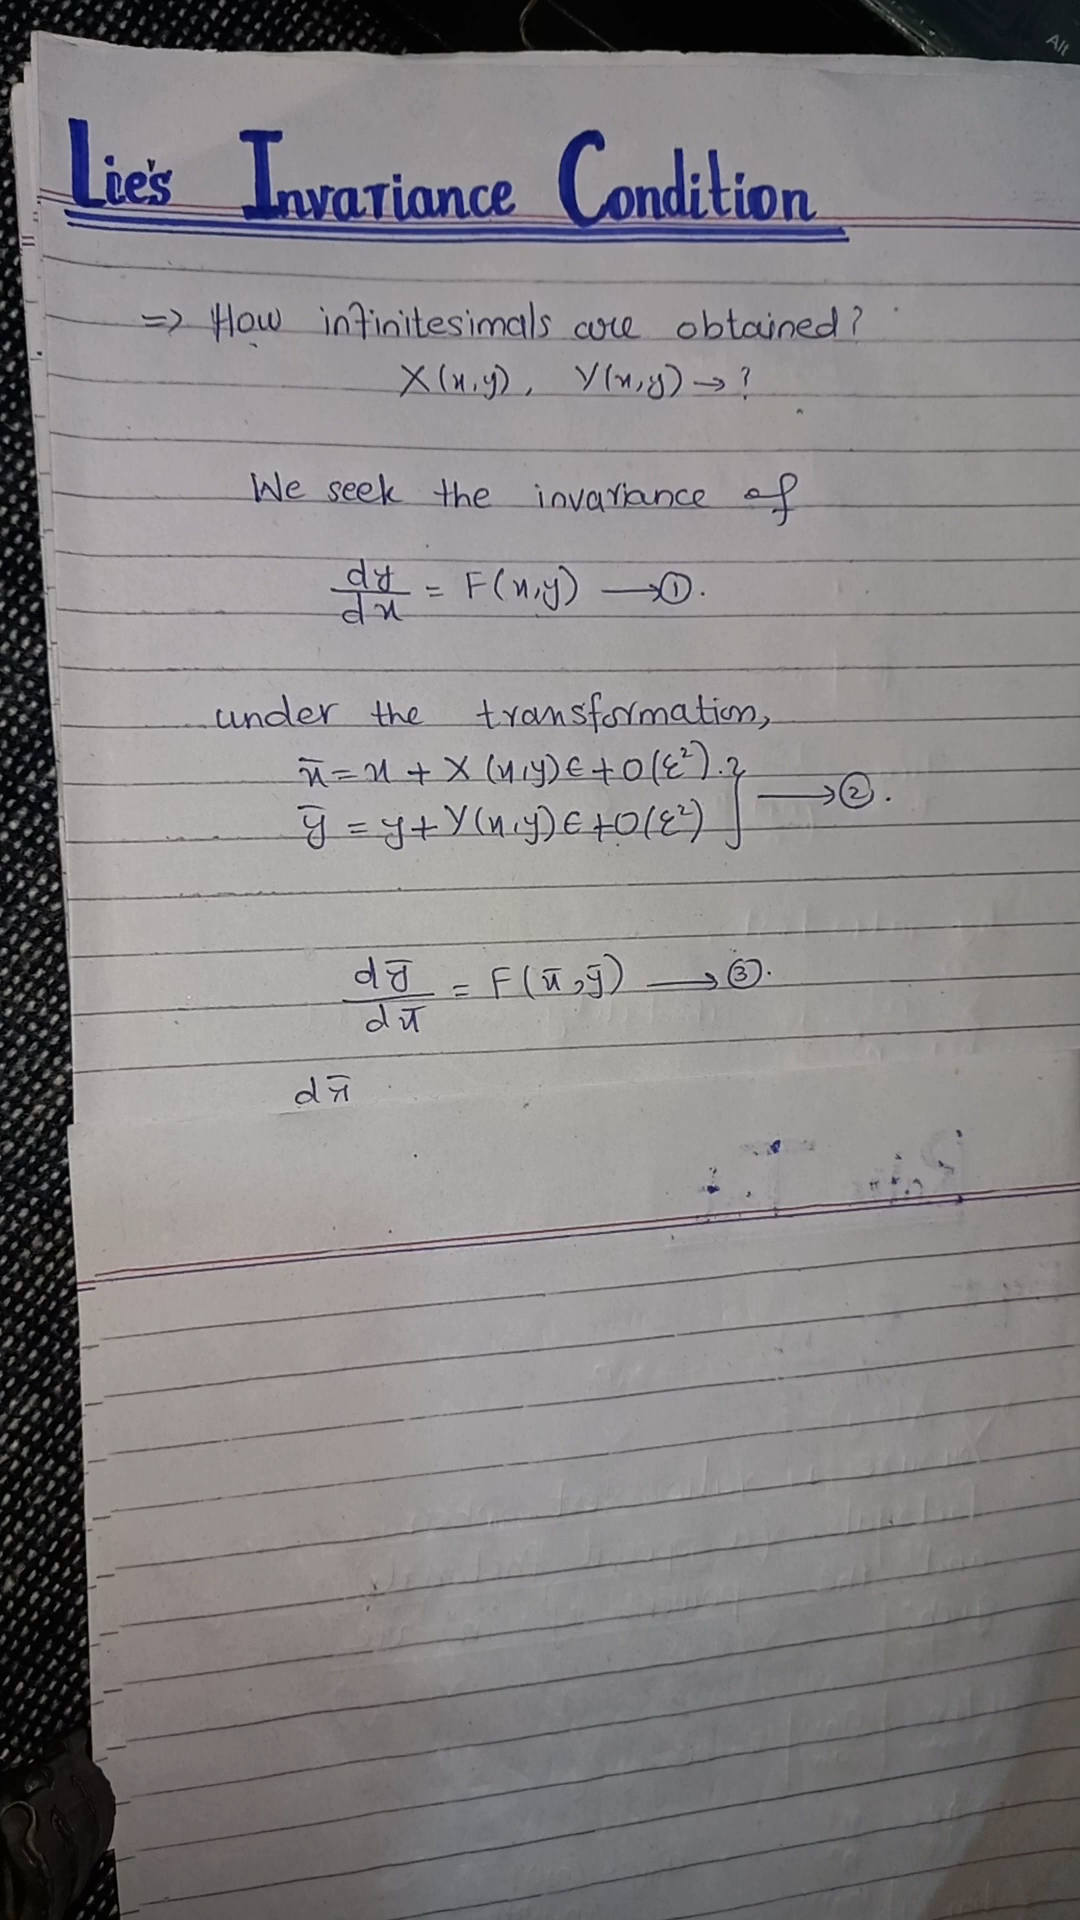 Alt
Lie's Invariance Condition
=> How infinitesimals are obtained?
X(x,y), Y(x,y) → ?
We seek the invariance of
dy/dx = F(x,y) → ①.
under the transformation,
x̄ = x + X(x,y)ϵ + O(ε²).
ȳ = y + Y(x,y)ϵ + O(ε²) } → ②.
dȳ/dx̄ = F(x̄,ȳ) → ③.
dx̄